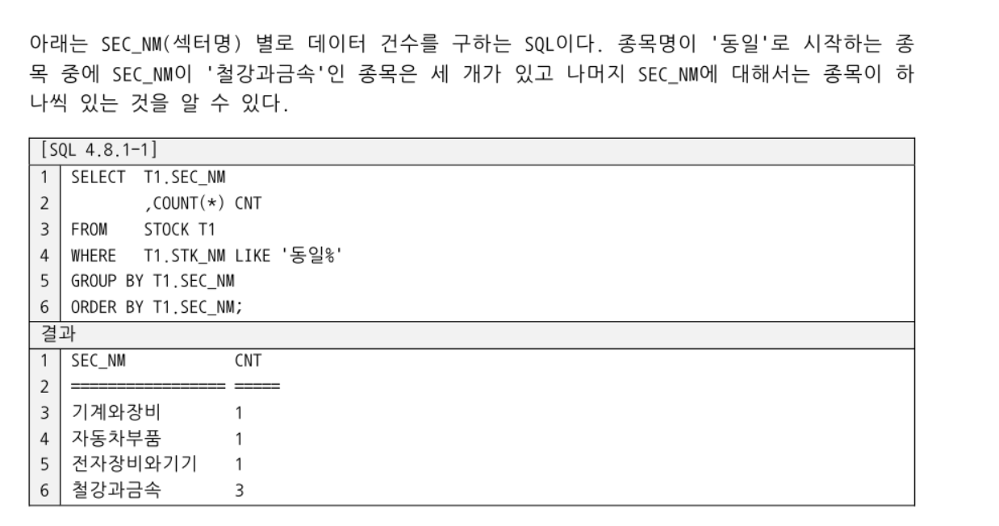 아래는 SEC_NM(섹터명) 별로 데이터 건수를 구하는 SQL이다. 종목명이 '동일'로 시작하는 종
목 중에 SEC_NM이 '철강과금속'인 종목은 세 개가 있고 나머지 SEC_NM에 대해서는 종목이 하
나씩 있는 것을 알 수 있다.
[SQL 4.8.1-1]
1 SELECT T1.SEC_NM
2 ,COUNT(*) CNT
3 FROM STOCK T1
4 WHERE T1.STK_NM LIKE '동일%'
5 GROUP BY T1.SEC_NM
6 ORDER BY T1.SEC_NM;
결과
1 SEC_NM CNT
2 ================= =====
3 기계와장비 1
4 자동차부품 1
5 전자장비와기기 1
6 철강과금속 3